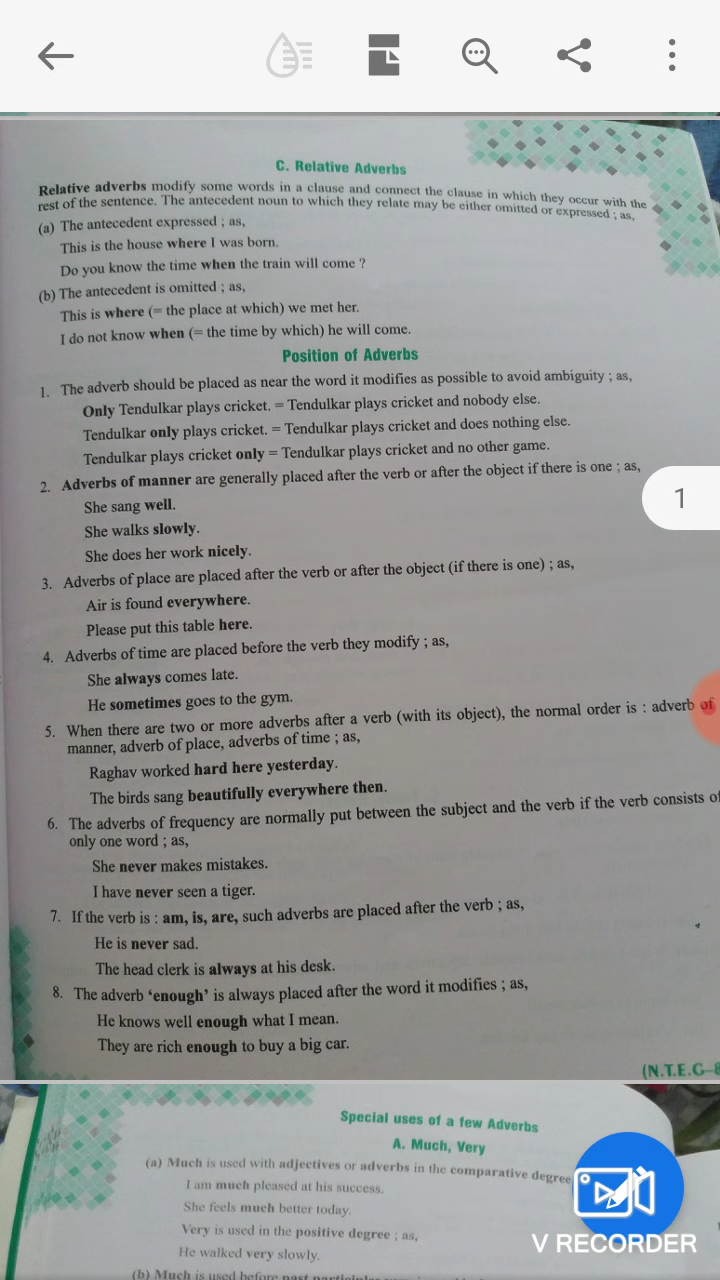 C. Relative Adverbs
Relative adverbs modify some words in a clause and connect the clause in which they occur with the
rest of the sentence. The antecedent noun to which they relate may be either omitted or expressed ; as,
(a) The antecedent expressed ; as,
This is the house where I was born.
Do you know the time when the train will come ?
(b) The antecedent is omitted ; as,
This is where (= the place at which) we met her.
I do not know when (= the time by which) he will come.
Position of Adverbs
1. The adverb should be placed as near the word it modifies as possible to avoid ambiguity ; as,
Only Tendulkar plays cricket. = Tendulkar plays cricket and nobody else.
Tendulkar only plays cricket. = Tendulkar plays cricket and does nothing else.
Tendulkar plays cricket only = Tendulkar plays cricket and no other game.
2. Adverbs of manner are generally placed after the verb or after the object if there is one ; as,
She sang well.
She walks slowly.
1
She does her work nicely.
3. Adverbs of place are placed after the verb or after the object (if there is one) ; as,
Air is found everywhere.
Please put this table here.
4. Adverbs of time are placed before the verb they modify ; as,
She always comes late.
He sometimes goes to the gym.
5. When there are two or more adverbs after a verb (with its object), the normal order is : adverb of
manner, adverb of place, adverbs of time ; as,
Raghav worked hard here yesterday.
The birds sang beautifully everywhere then.
6. The adverbs of frequency are normally put between the subject and the verb if the verb consists of
only one word ; as,
She never makes mistakes.
I have never seen a tiger.
7. If the verb is : am, is, are, such adverbs are placed after the verb ; as,
He is never sad.
The head clerk is always at his desk.
8. The adverb ‘enough’ is always placed after the word it modifies ; as,
He knows well enough what I mean.
They are rich enough to buy a big car.
(N.T.E.G–8
Special uses of a few Adverbs
A. Much, Very
(a) Much is used with adjectives or adverbs in the comparative degree
I am much pleased at his success.
She feels much better today.
Very is used in the positive degree ; as,
He walked very slowly.
V RECORDER
(b) Much is used before past